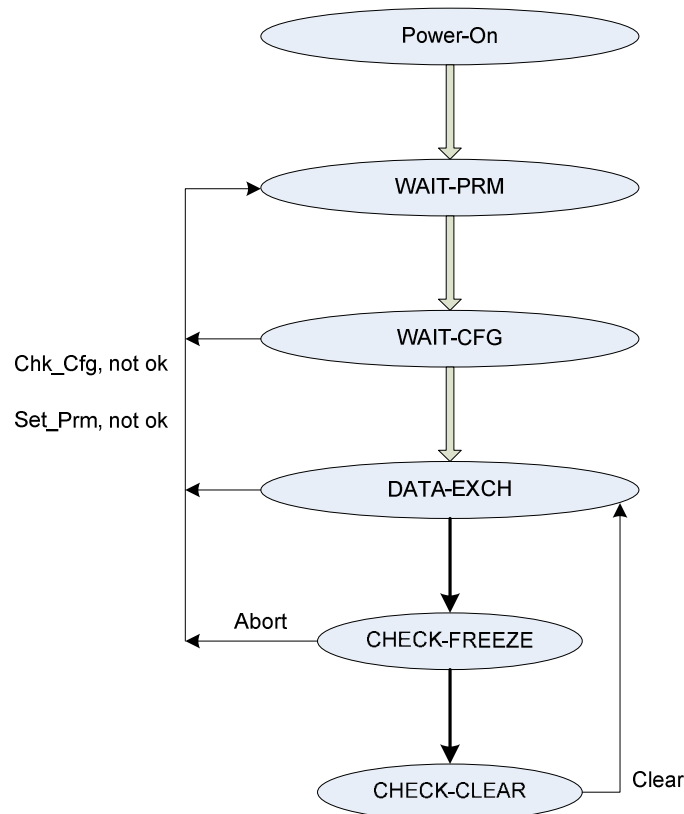 Power-On
WAIT-PRM
WAIT-CFG
Chk_Cfg, not ok
Set_Prm, not ok
DATA-EXCH
Abort
CHECK-FREEZE
CHECK-CLEAR
Clear